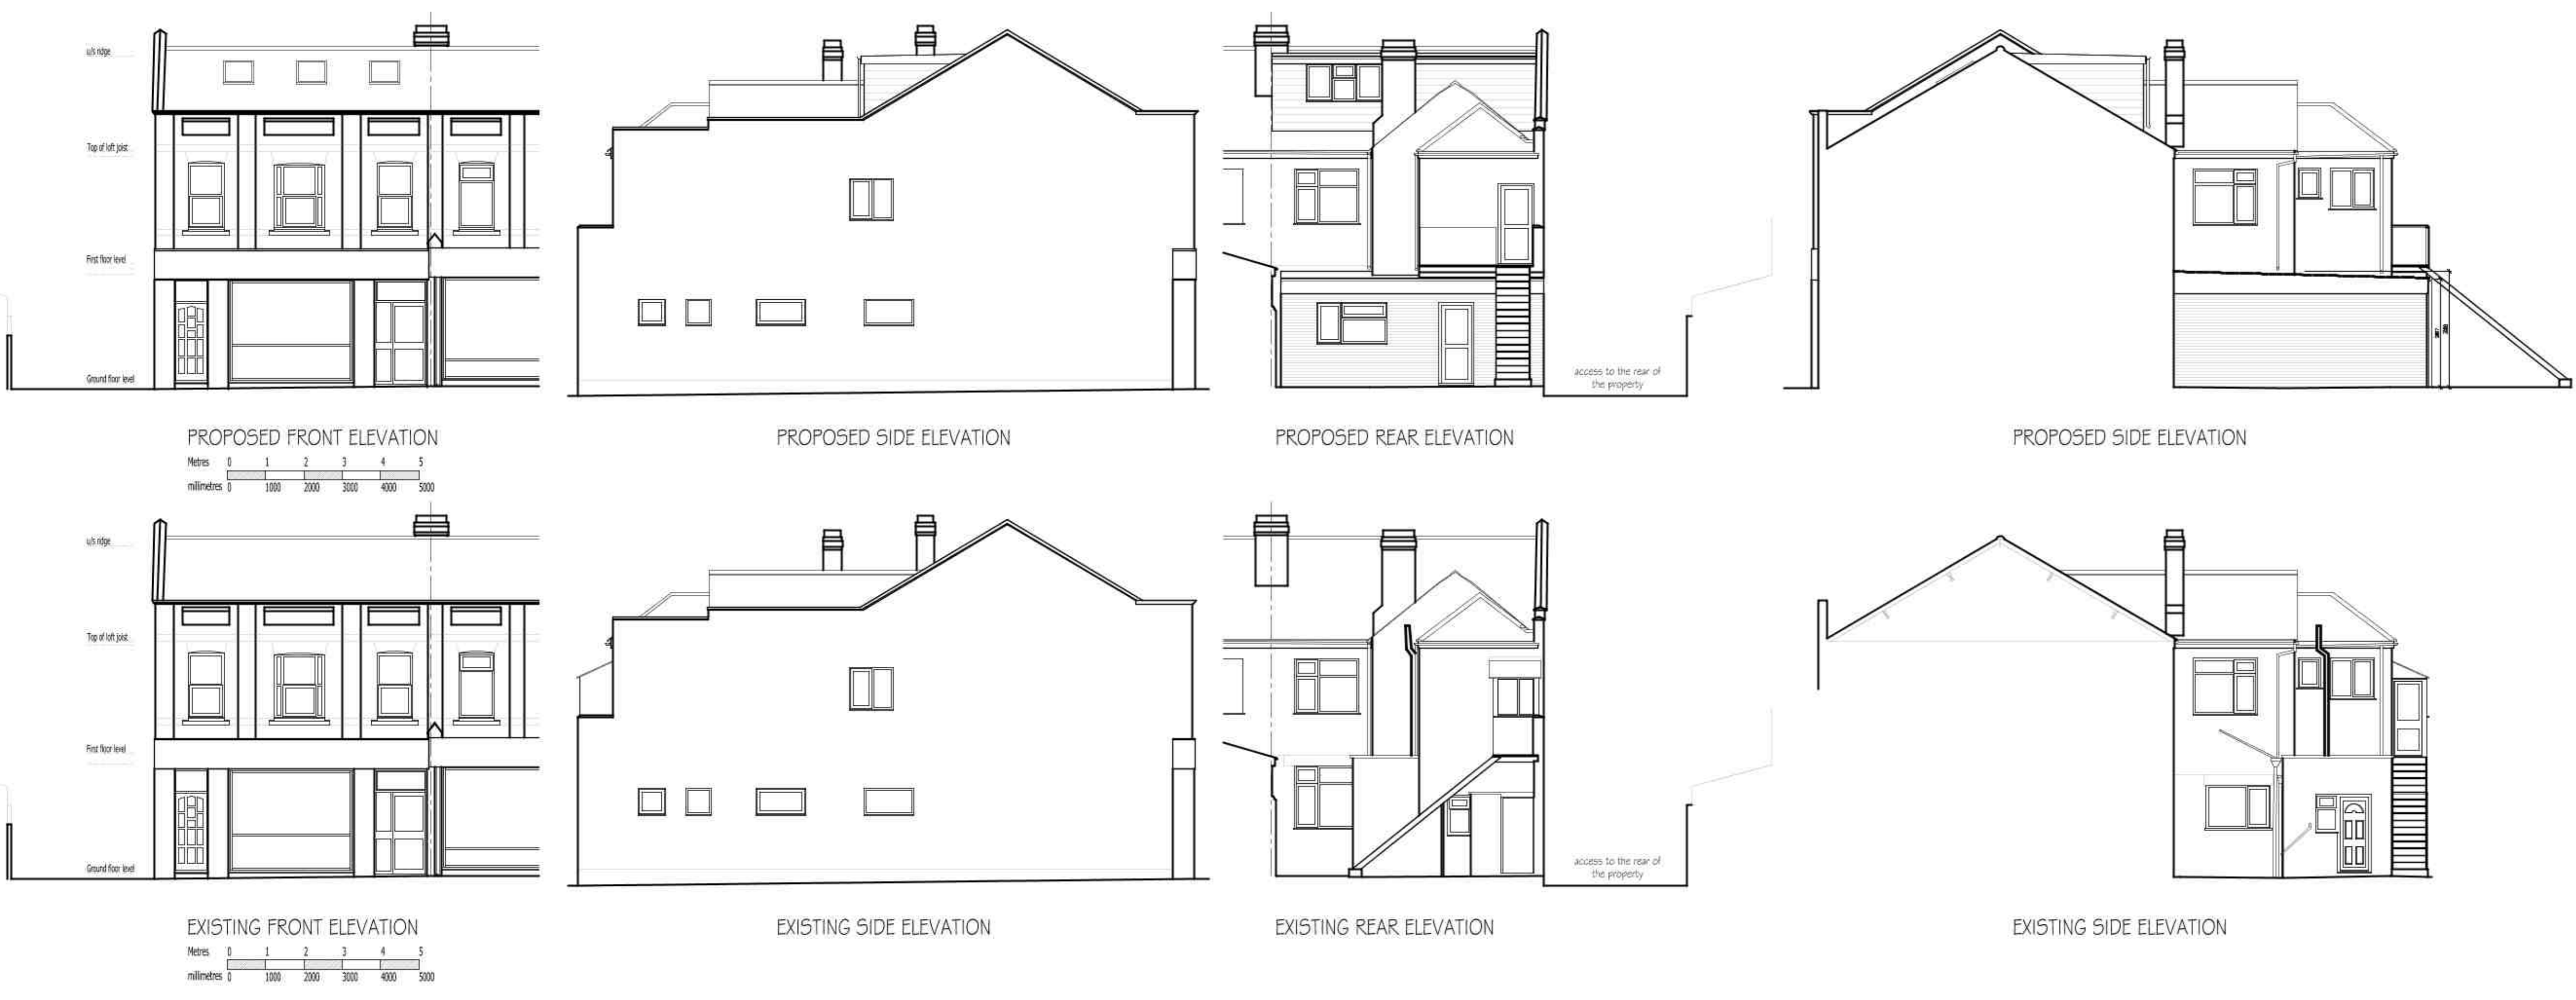 u/s ridge
Top of loft joist
First floor level
Ground floor level
access to the rear of
the property
PROPOSED FRONT ELEVATION
PROPOSED SIDE ELEVATION
PROPOSED REAR ELEVATION
PROPOSED SIDE ELEVATION
Metres 0 1 2 3 4 5
millimetres 0 1000 2000 3000 4000 5000
u/s ridge
Top of loft joist
First floor level
Ground floor level
access to the rear of
the property
EXISTING FRONT ELEVATION
EXISTING SIDE ELEVATION
EXISTING REAR ELEVATION
EXISTING SIDE ELEVATION
Metres 0 1 2 3 4 5
millimetres 0 1000 2000 3000 4000 5000